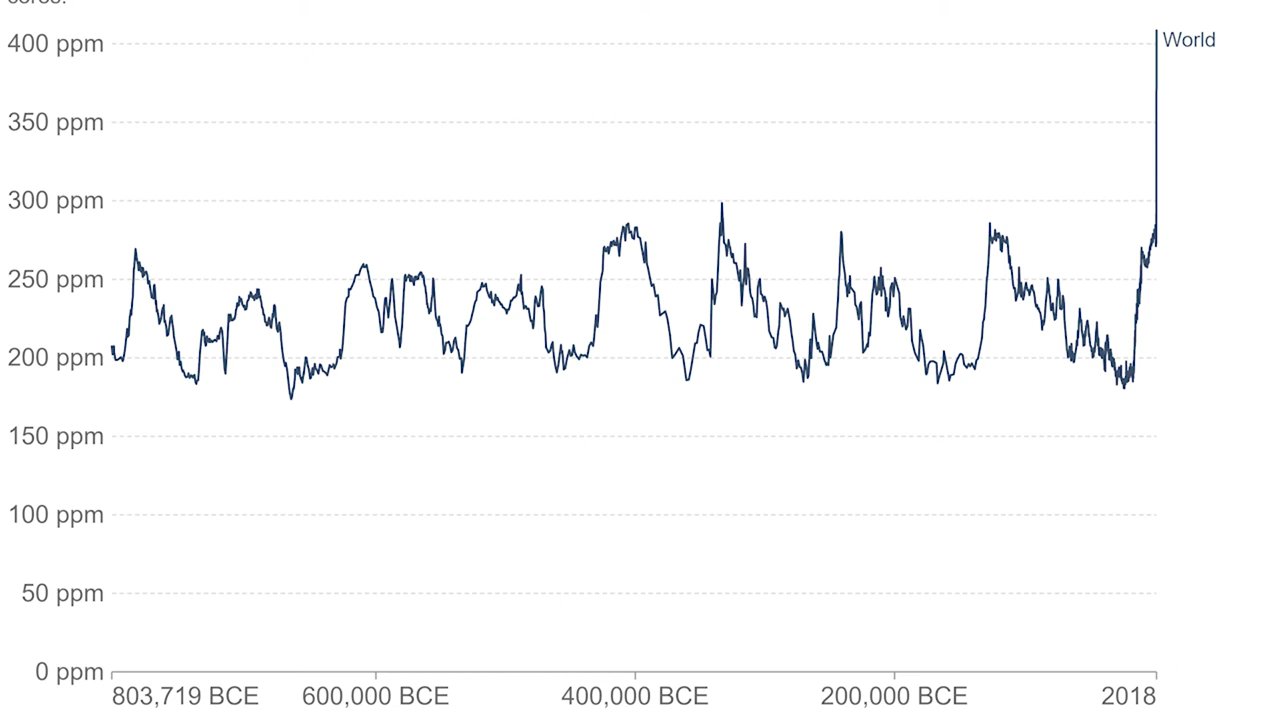 400 ppm
World
350 ppm
300 ppm
250 ppm
200 ppm
150 ppm
100 ppm
50 ppm
0 ppm
803,719 BCE 600,000 BCE 400,000 BCE 200,000 BCE 2018